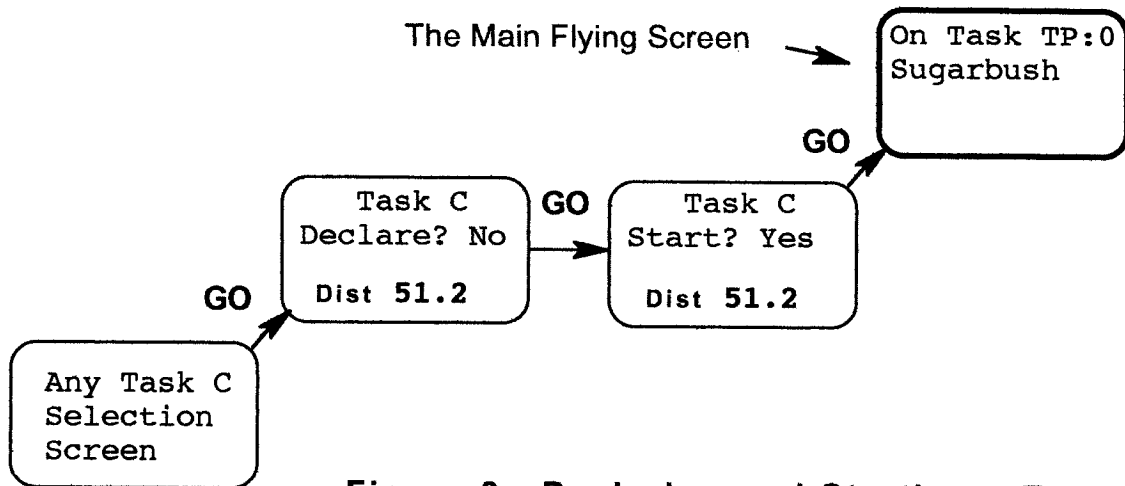 The Main Flying Screen
On Task TP:0
Sugarbush
GO
Task C
Declare? No
Dist 51.2
GO
Task C
Start? Yes
Dist 51.2
GO
Any Task C
Selection
Screen